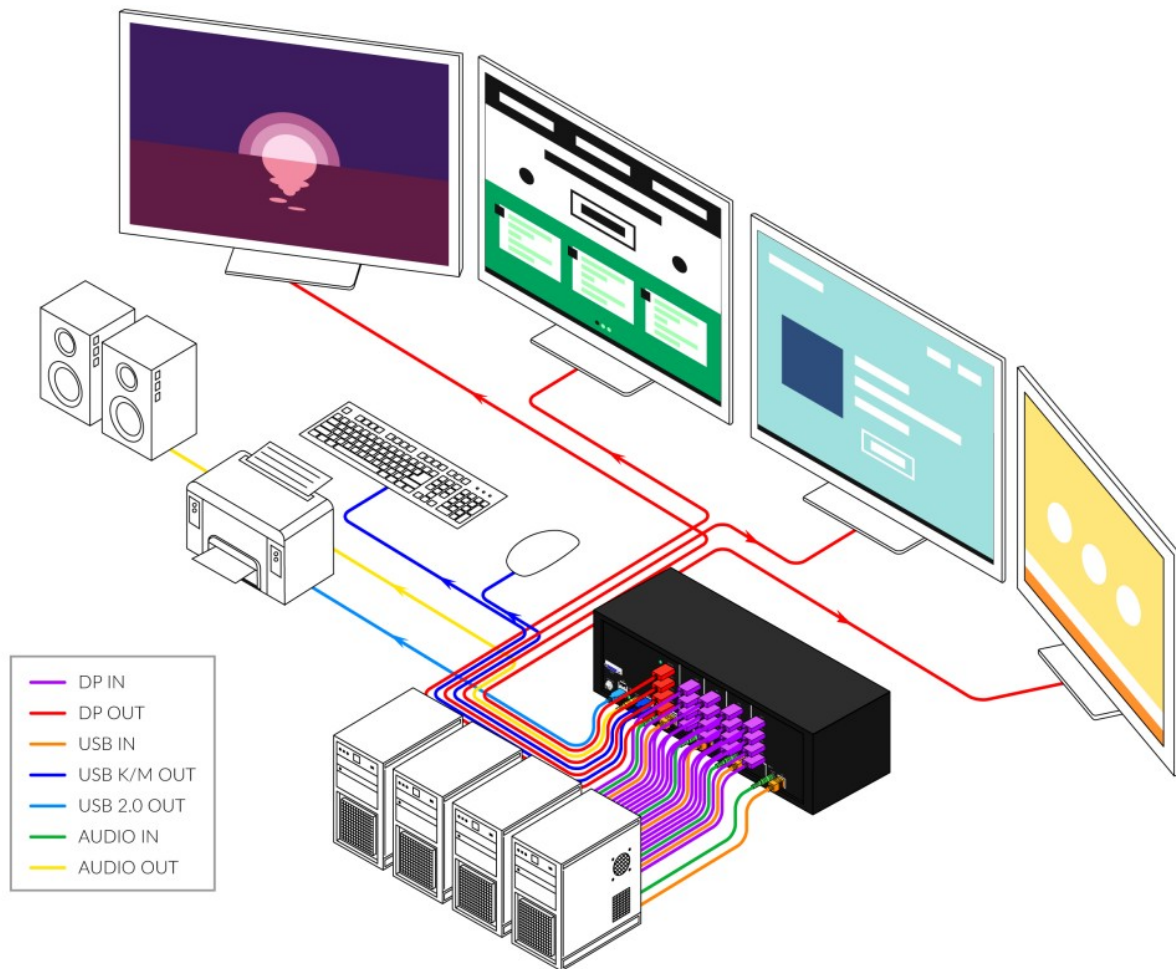 DP IN
DP OUT
USB IN
USB K/M OUT
USB 2.0 OUT
AUDIO IN
AUDIO OUT